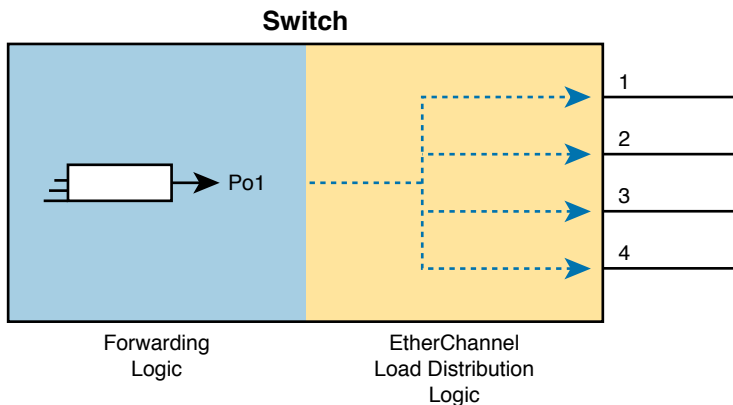 Switch
1
2
Po1
3
4
Forwarding
Logic
EtherChannel
Load Distribution
Logic